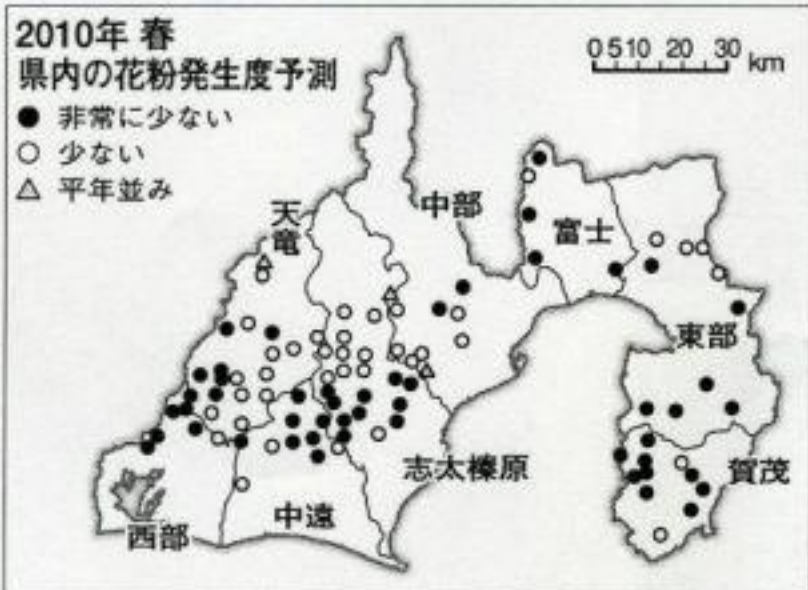 2010年 春
県内の花粉発生度予測
● 非常に少ない
○ 少ない
△ 平年並み
0 5 10 20 30 km
天竜
中部
富士
東部
志太榛原
賀茂
中遠
西部